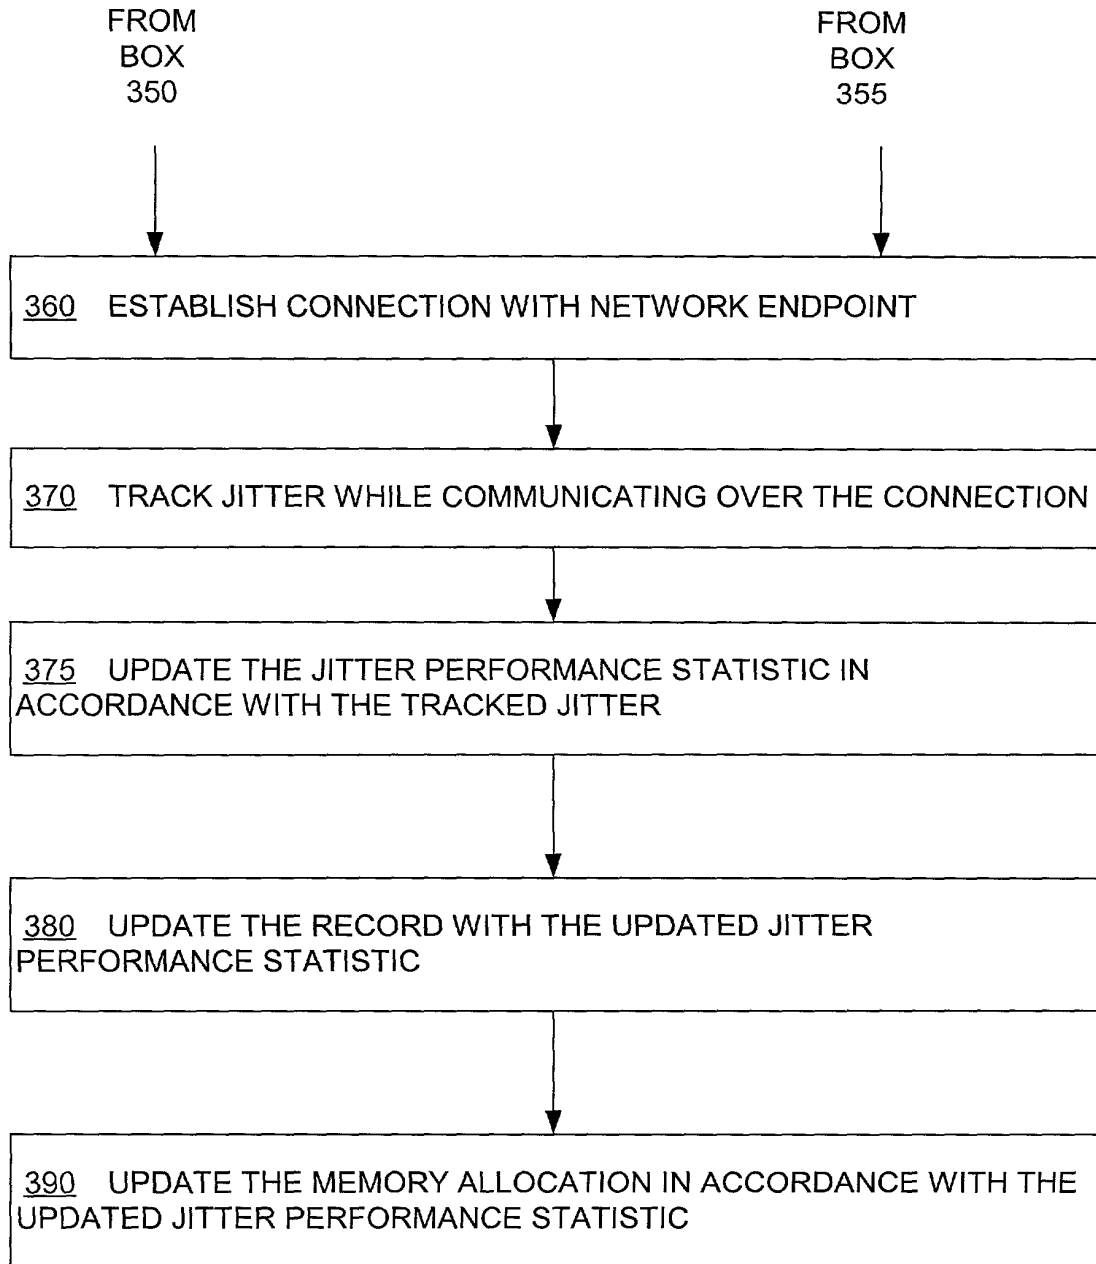 FROM
BOX
350
FROM
BOX
355
360 ESTABLISH CONNECTION WITH NETWORK ENDPOINT
370 TRACK JITTER WHILE COMMUNICATING OVER THE CONNECTION
375 UPDATE THE JITTER PERFORMANCE STATISTIC IN
ACCORDANCE WITH THE TRACKED JITTER
380 UPDATE THE RECORD WITH THE UPDATED JITTER
PERFORMANCE STATISTIC
390 UPDATE THE MEMORY ALLOCATION IN ACCORDANCE WITH THE
UPDATED JITTER PERFORMANCE STATISTIC